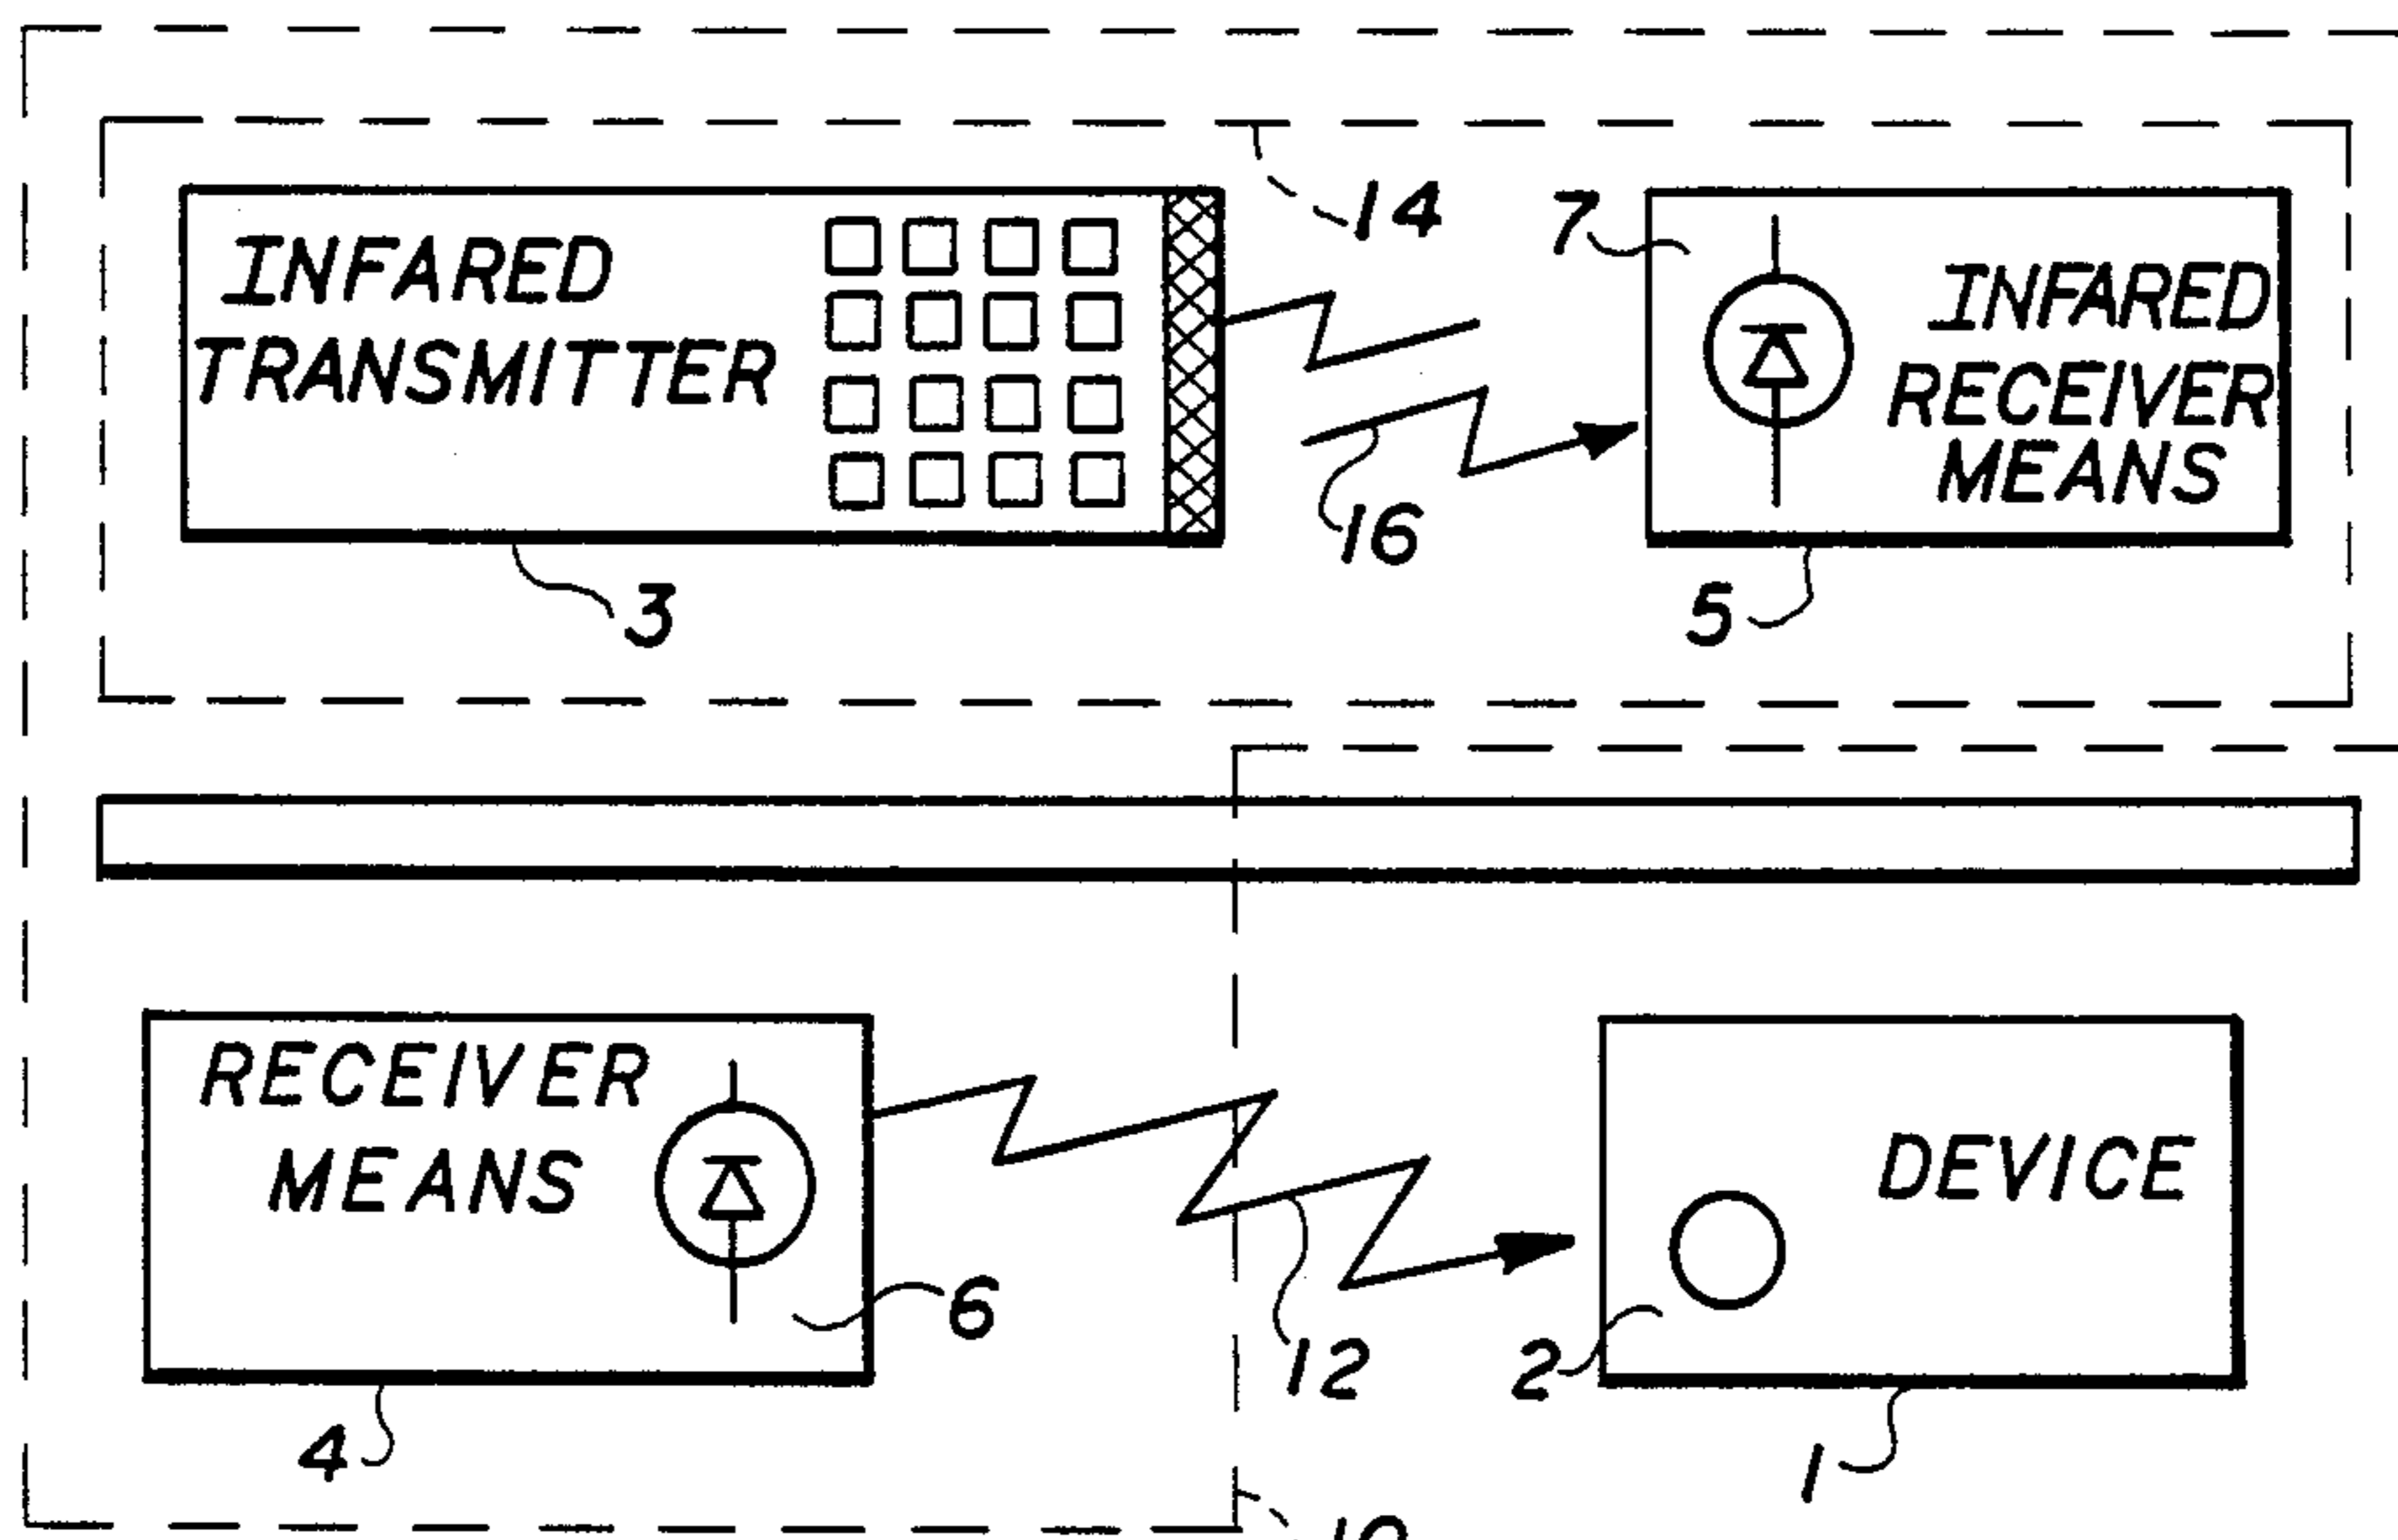 INFARED
TRANSMITTER
14
7
INFARED
RECEIVER
MEANS
16
3
5
RECEIVER
MEANS
DEVICE
6
12
2
4
1